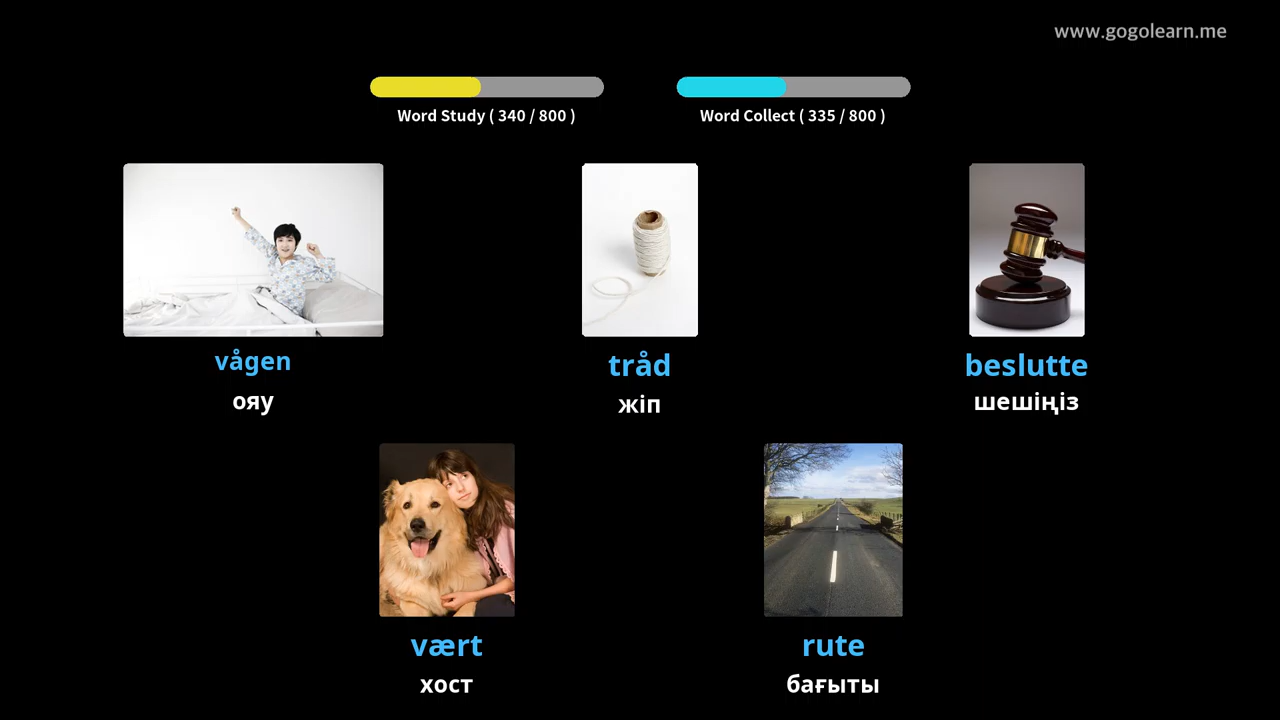 www.gogolearn.me
Word Study ( 340 / 800 )
Word Collect ( 335 / 800 )
vågen
ояу
tråd
жіп
beslutte
шешіңіз
vært
хост
rute
бағыты